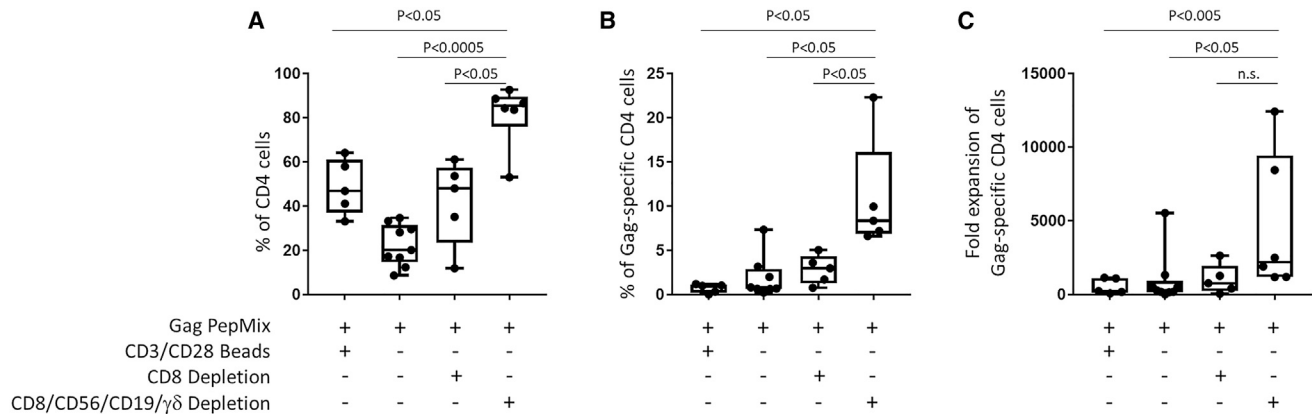 A
P<0.05
P<0.0005
P<0.05
% of CD4 cells
100
80
60
40
20
0
B
P<0.05
P<0.05
P<0.05
% of Gag-specific CD4 cells
25
20
15
10
5
0
C
P<0.005
P<0.05
n.s.
Fold expansion of
Gag-specific CD4 cells
15000
10000
5000
0
Gag PepMix + + + + + + + + + + + +
CD3/CD28 Beads + - - - + - - - + - - -
CD8 Depletion - - + - - - + - - - + -
CD8/CD56/CD19/γδ Depletion - - - + - - - + - - - +